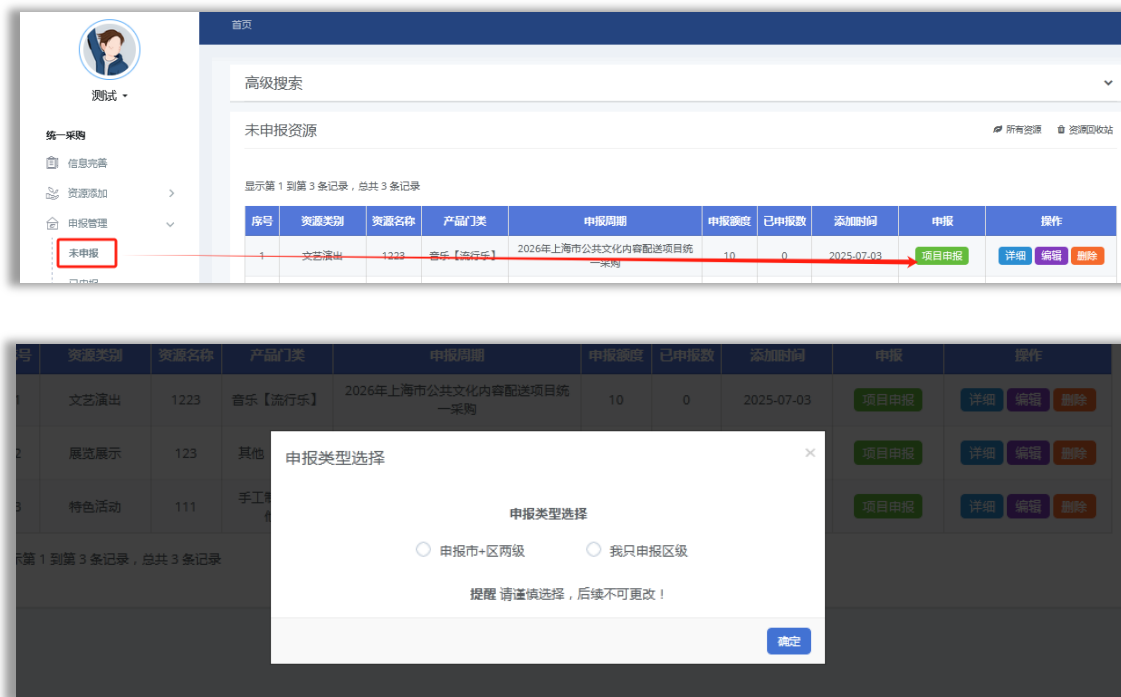 首页
测试
高级搜索
统一采购
未申报资源
所有资源 资源回收站
信息完善
资源添加
显示第 1 到第 3 条记录，总共 3 条记录
申报管理
序号 资源类别 资源名称 产品门类 申报周期 申报额度 已申报数 添加时间 申报 操作
未申报
1 文艺演出 1223 音乐【流行乐】 2026年上海市公共文化内容配送项目统一采购 10 0 2025-07-03 项目申报 详细 编辑 删除
已申报
号 资源类别 资源名称 产品门类 申报周期 申报额度 已申报数 添加时间 申报 操作
1 文艺演出 1223 音乐【流行乐】 2026年上海市公共文化内容配送项目统一采购 10 0 2025-07-03 项目申报 详细 编辑 删除
2 展览展示 123 其他 项目申报 详细 编辑 删除
3 特色活动 111 手工 项目申报 详细 编辑 删除
第 1 到第 3 条记录，总共 3 条记录
申报类型选择 ×
申报类型选择
申报市+区两级 我只申报区级
提醒 请谨慎选择，后续不可更改！
确定